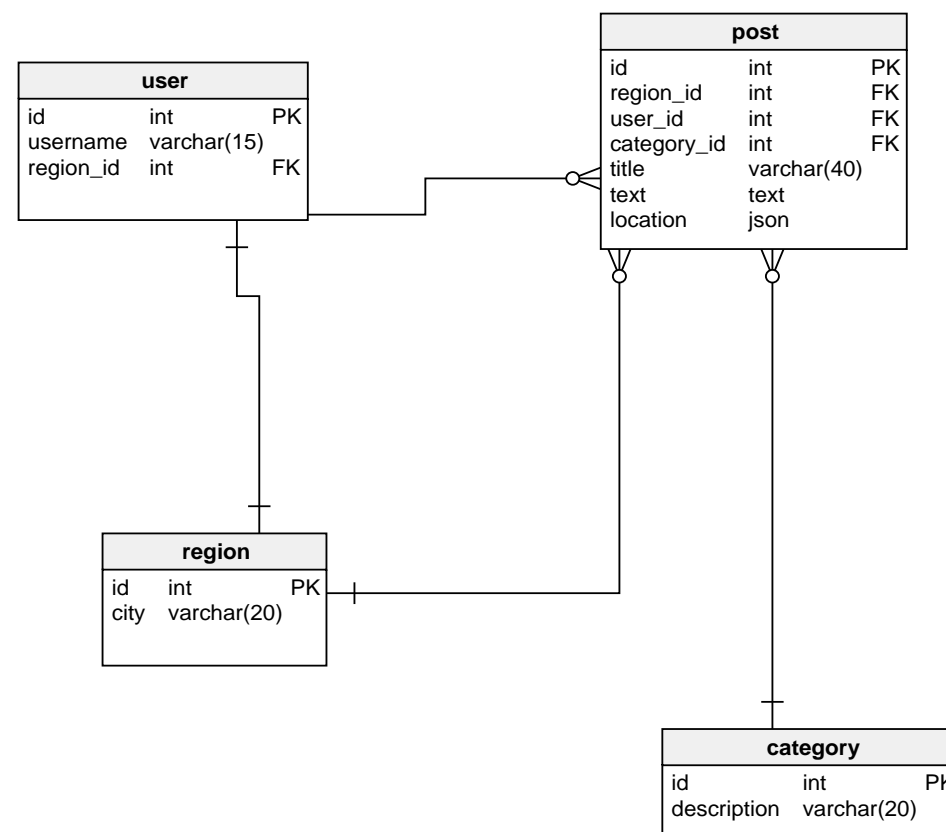 user
id int PK
username varchar(15)
region_id int FK
post
id int PK
region_id int FK
user_id int FK
category_id int FK
title varchar(40)
text text
location json
region
id int PK
city varchar(20)
category
id int PK
description varchar(20)